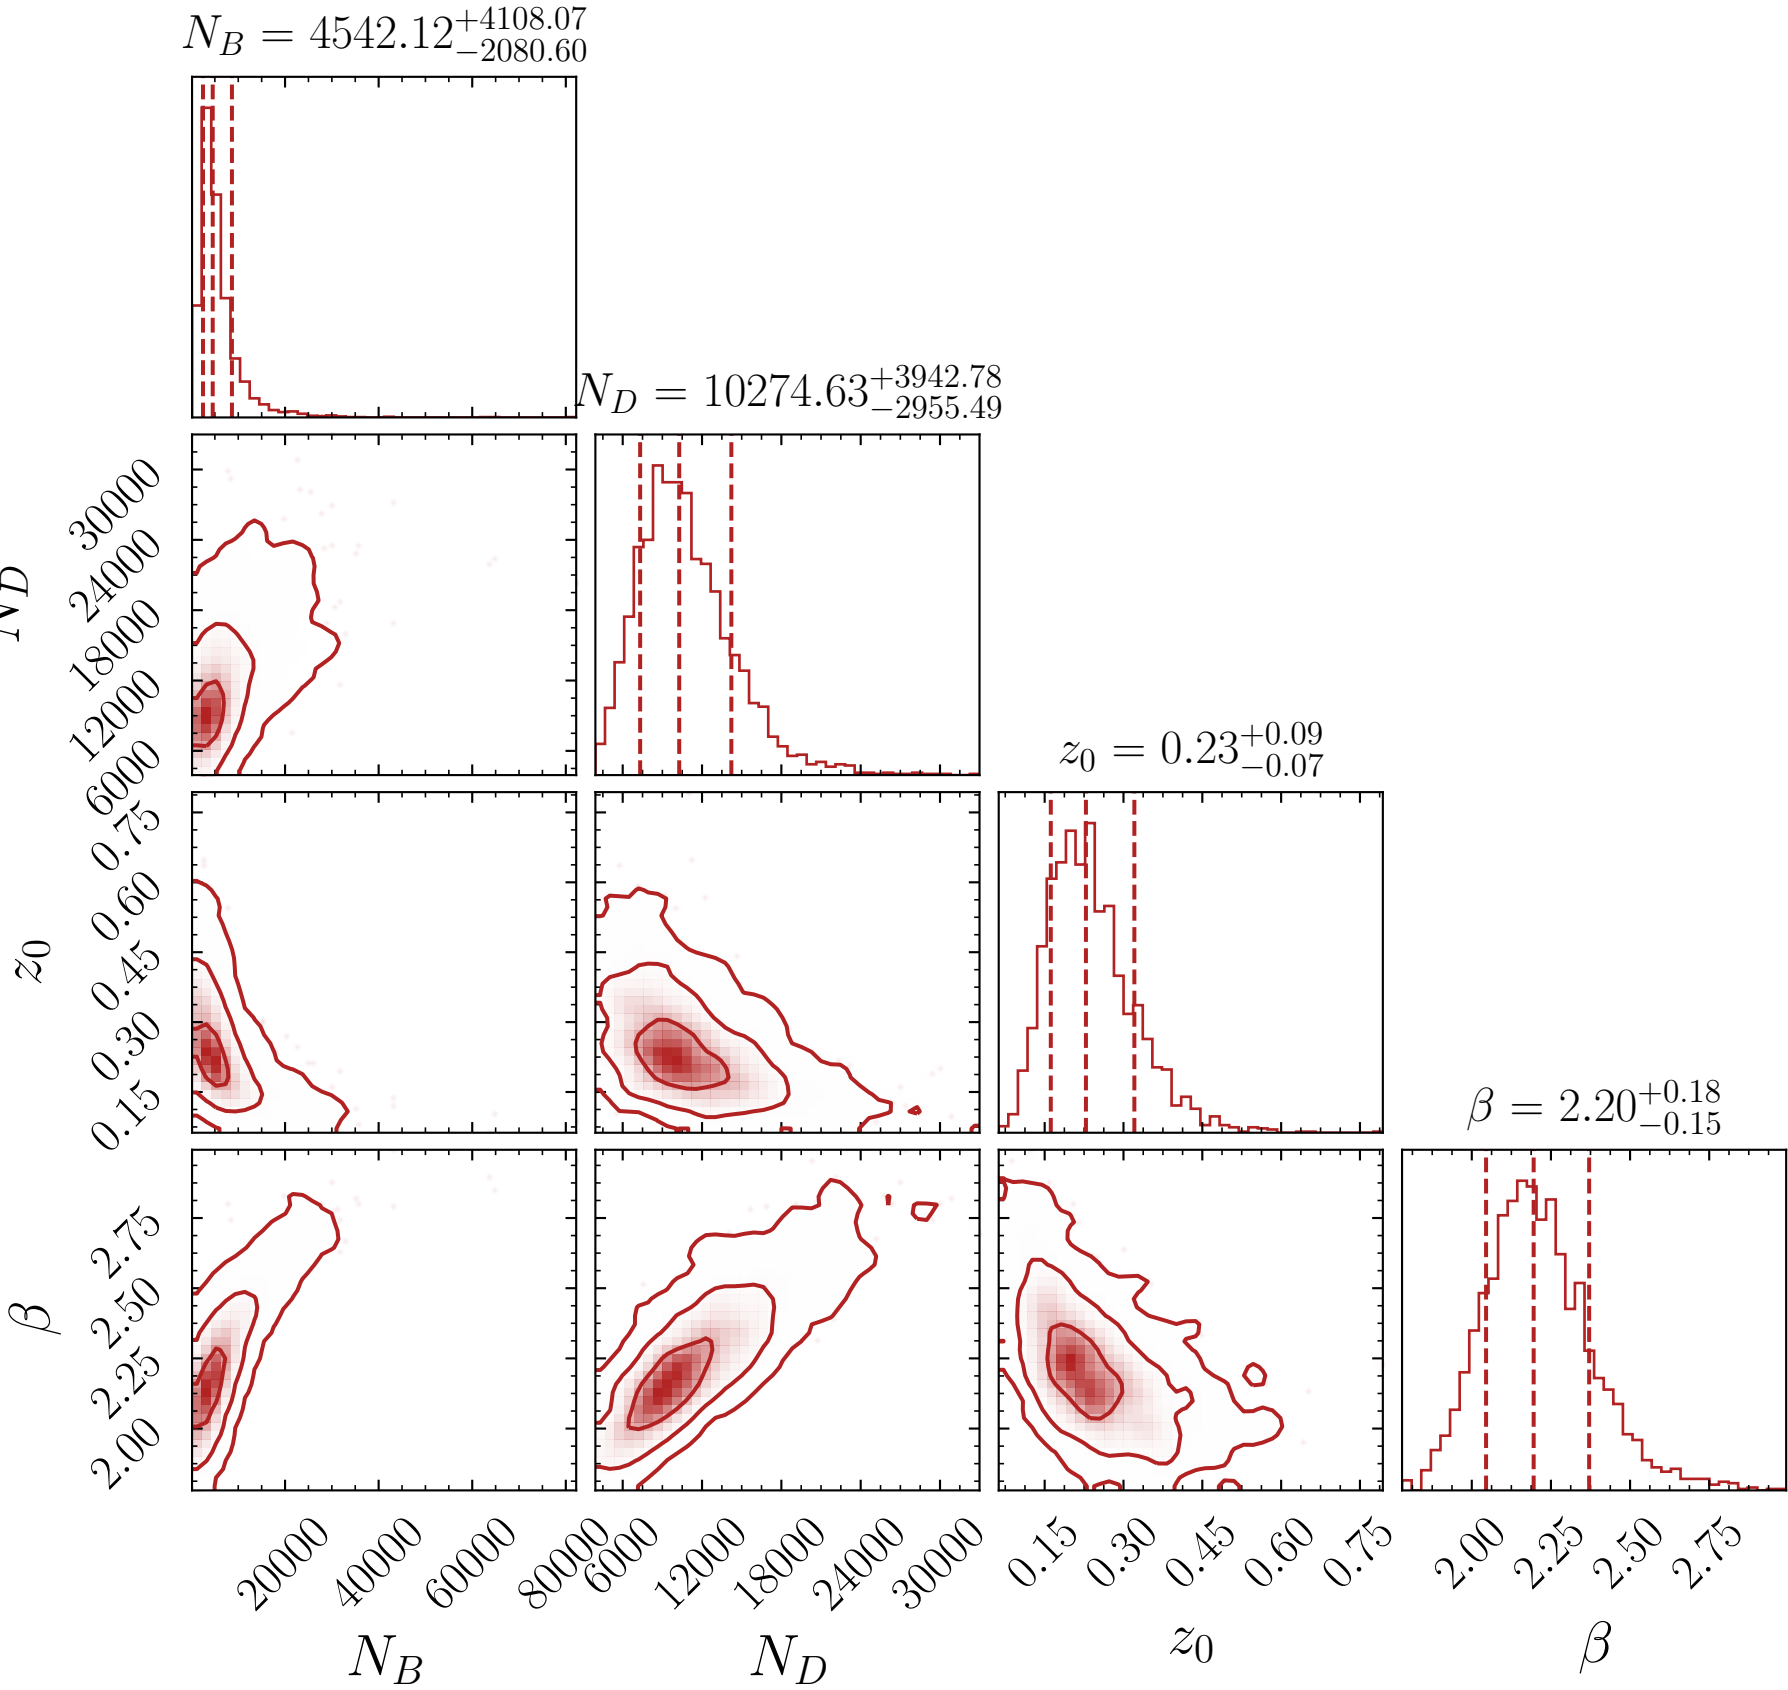 N_B = 4542.12^{+4108.07}_{-2080.60}
N_D = 10274.63^{+3942.78}_{-2955.49}
z_0 = 0.23^{+0.09}_{-0.07}
β = 2.20^{+0.18}_{-0.15}
N_D
30000
24000
18000
12000
6000
z_0
0.75
0.60
0.45
0.30
0.15
β
2.75
2.50
2.25
2.00
20000 40000 60000 80000 6000 12000 18000 24000 30000 0.15 0.30 0.45 0.60 0.75 2.00 2.25 2.50 2.75
N_B N_D z_0 β